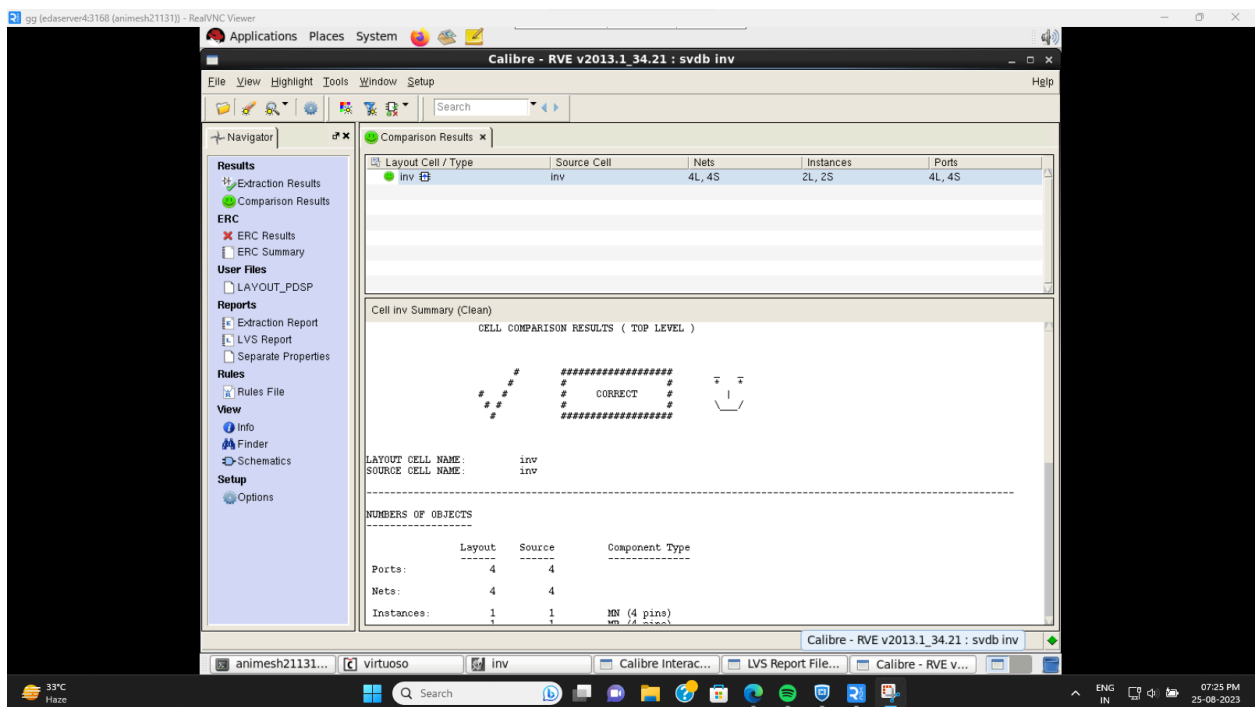 gg (edaserver4:3168 (animesh21131)) - RealVNC Viewer
Applications Places System
Calibre - RVE v2013.1_34.21 : svdb inv
File View Highlight Tools Window Setup Help
Search
Navigator
Comparison Results
Results
Extraction Results
Comparison Results
ERC
ERC Results
ERC Summary
User Files
LAYOUT_PDSP
Reports
Extraction Report
LVS Report
Separate Properties
Rules
Rules File
View
Info
Finder
Schematics
Setup
Options
Layout Cell / Type Source Cell Nets Instances Ports
inv inv 4L, 4S 2L, 2S 4L, 4S
Cell inv Summary (Clean)
CELL COMPARISON RESULTS ( TOP LEVEL )
# ################### _ _
# # # * *
# # # CORRECT # |
# # # # \___/
# ###################
LAYOUT CELL NAME: inv
SOURCE CELL NAME: inv
NUMBERS OF OBJECTS
Layout Source Component Type
Ports: 4 4
Nets: 4 4
Instances: 1 1 MN (4 pins)
1 1 MP (4 pins)
Calibre - RVE v2013.1_34.21 : svdb inv
animesh21131... virtuoso inv Calibre Interac... LVS Report File... Calibre - RVE v...
33°C
Haze
Search
ENG
IN
07:25 PM
25-08-2023